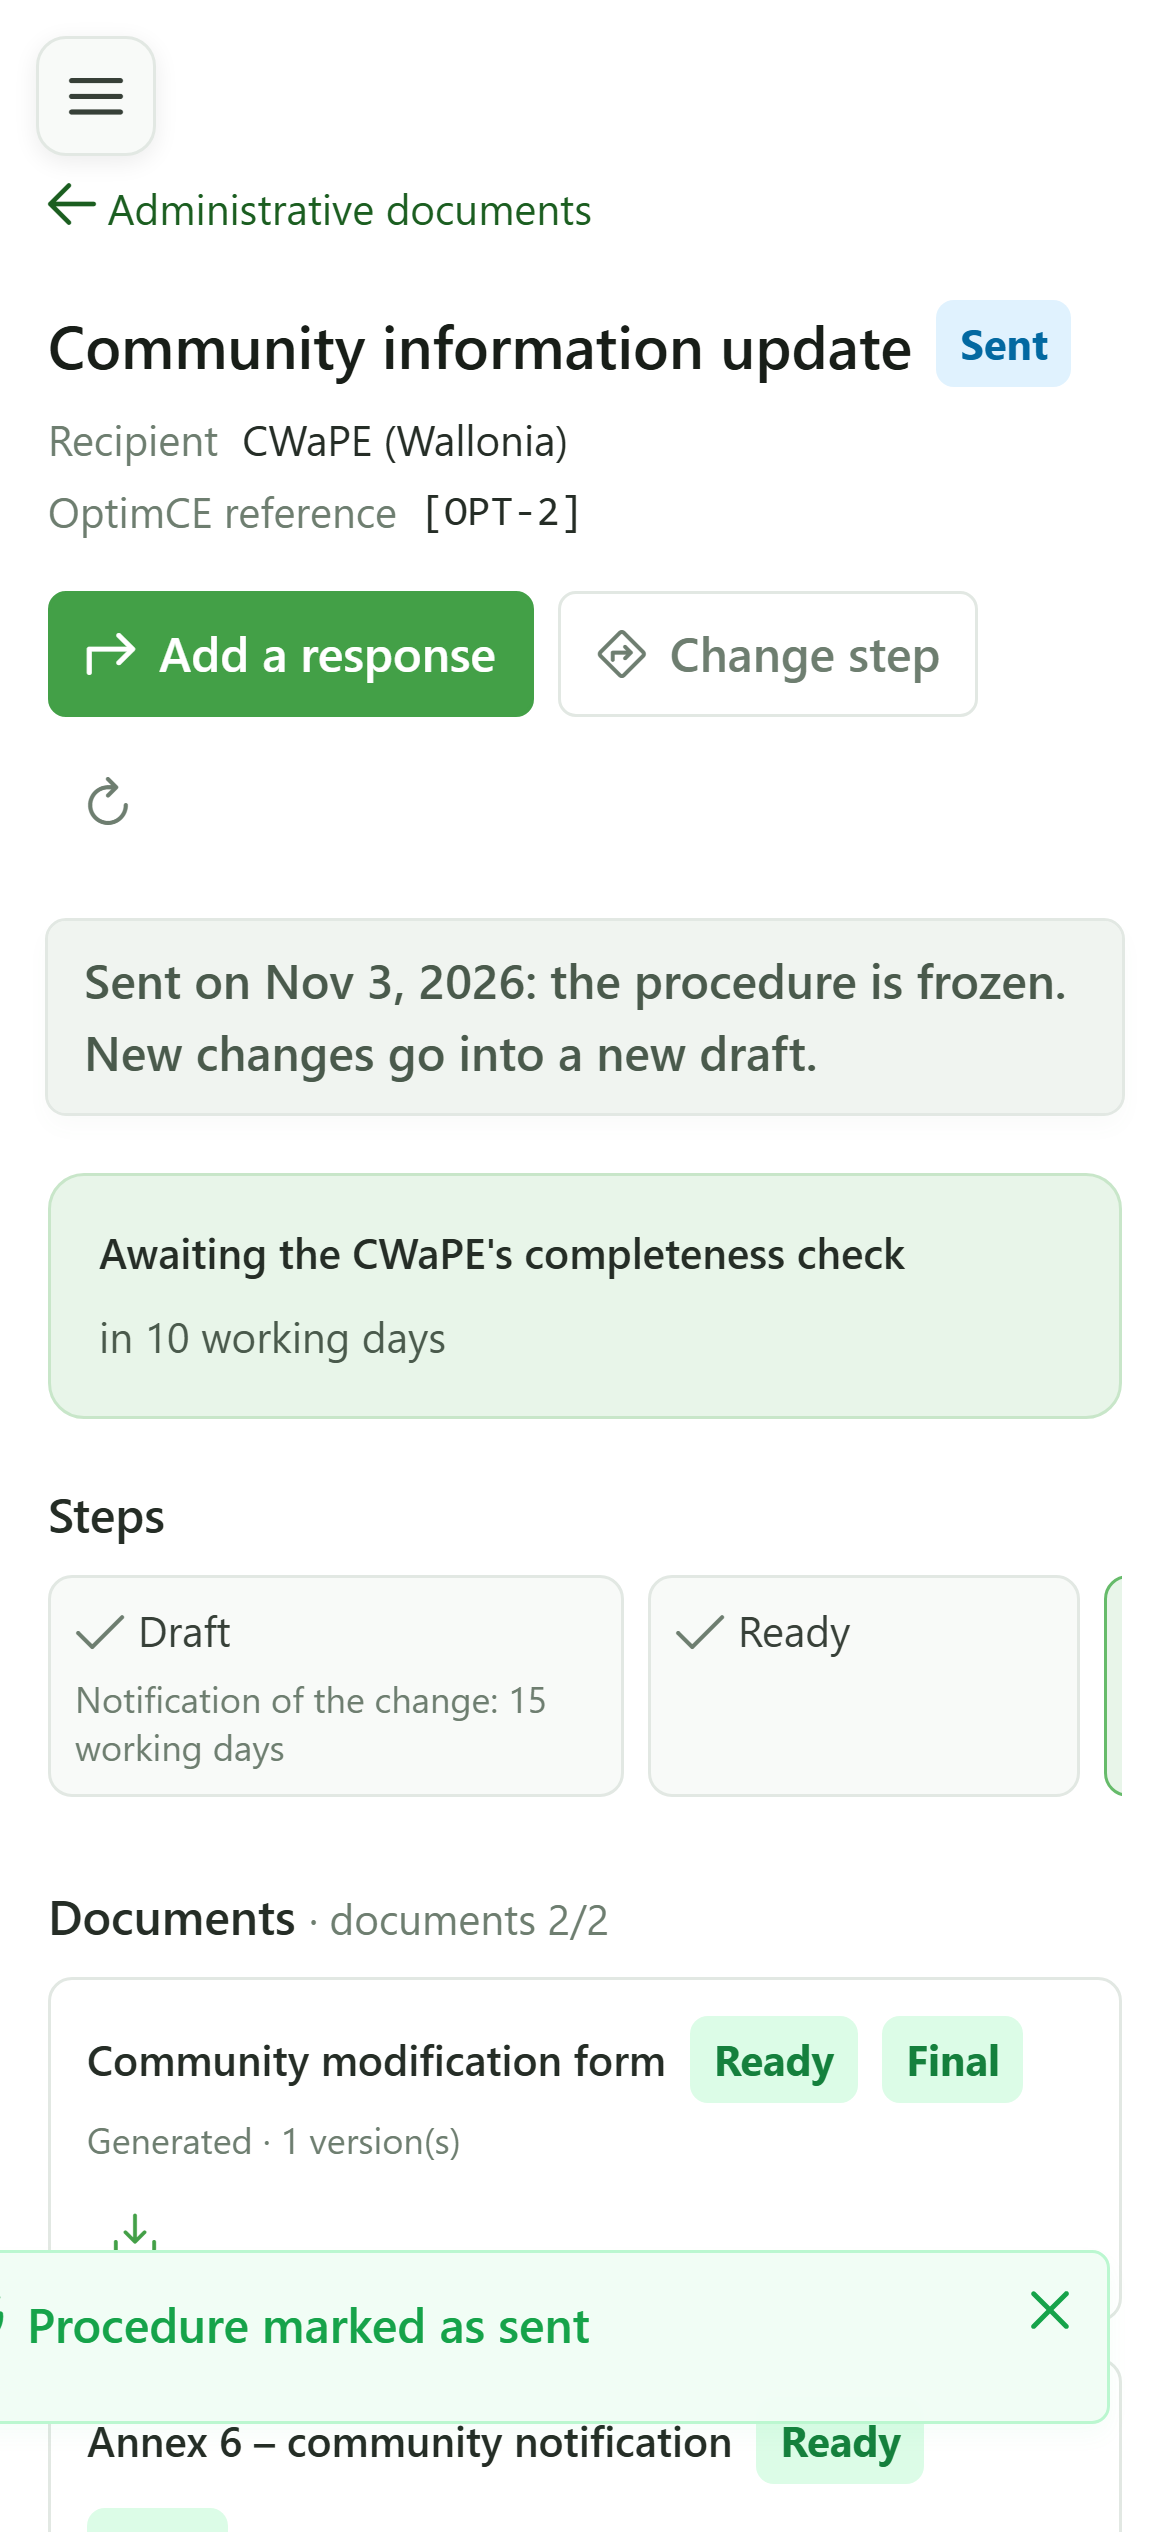 Administrative documents
Community information update Sent
Recipient CWaPE (Wallonia)
OptimCE reference [OPT-2]
Add a response Change step
Sent on Nov 3, 2026: the procedure is frozen.
New changes go into a new draft.
Awaiting the CWaPE's completeness check
in 10 working days
Steps
Draft Ready
Notification of the change: 15
working days
Documents · documents 2/2
Community modification form Ready Final
Generated · 1 version(s)
Procedure marked as sent
Annex 6 – community notification Ready